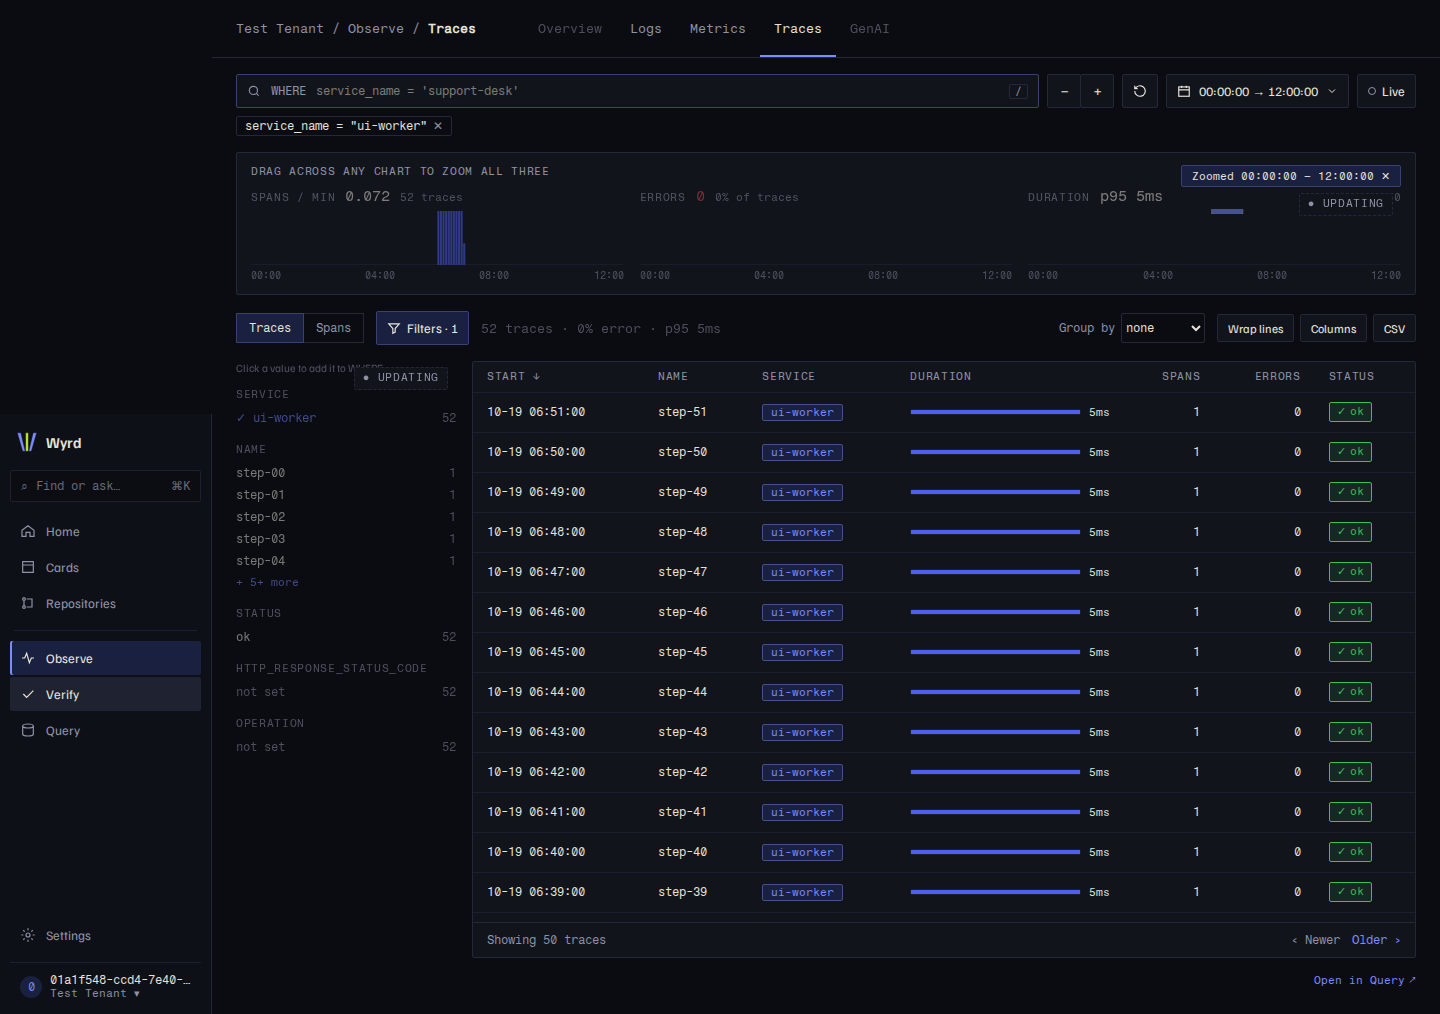 Test Tenant / Observe / Traces
Overview Logs Metrics Traces GenAI
WHERE service_name = 'support-desk' /
− + 00:00:00 → 12:00:00 Live
service_name = "ui-worker" ✕
DRAG ACROSS ANY CHART TO ZOOM ALL THREE
Zoomed 00:00:00 – 12:00:00 ✕
SPANS / MIN 0.072 52 traces
ERRORS 0 0% of traces
DURATION p95 5ms
● UPDATING 0
00:00 04:00 08:00 12:00
00:00 04:00 08:00 12:00
00:00 04:00 08:00 12:00
Traces Spans Filters · 1 52 traces · 0% error · p95 5ms
Group by none Wrap lines Columns CSV
Click a value to add it to WHERE
● UPDATING
SERVICE
✓ ui-worker 52
NAME
step-00 1
step-01 1
step-02 1
step-03 1
step-04 1
+ 5+ more
STATUS
ok 52
HTTP_RESPONSE_STATUS_CODE
not set 52
OPERATION
not set 52
START ↓ NAME SERVICE DURATION SPANS ERRORS STATUS
10-19 06:51:00 step-51 ui-worker 5ms 1 0 ✓ ok
10-19 06:50:00 step-50 ui-worker 5ms 1 0 ✓ ok
10-19 06:49:00 step-49 ui-worker 5ms 1 0 ✓ ok
10-19 06:48:00 step-48 ui-worker 5ms 1 0 ✓ ok
10-19 06:47:00 step-47 ui-worker 5ms 1 0 ✓ ok
10-19 06:46:00 step-46 ui-worker 5ms 1 0 ✓ ok
10-19 06:45:00 step-45 ui-worker 5ms 1 0 ✓ ok
10-19 06:44:00 step-44 ui-worker 5ms 1 0 ✓ ok
10-19 06:43:00 step-43 ui-worker 5ms 1 0 ✓ ok
10-19 06:42:00 step-42 ui-worker 5ms 1 0 ✓ ok
10-19 06:41:00 step-41 ui-worker 5ms 1 0 ✓ ok
10-19 06:40:00 step-40 ui-worker 5ms 1 0 ✓ ok
10-19 06:39:00 step-39 ui-worker 5ms 1 0 ✓ ok
Showing 50 traces ‹ Newer Older ›
Open in Query ↗
Wyrd
Find or ask… ⌘K
Home
Cards
Repositories
Observe
Verify
Query
Settings
0 01a1f548-ccd4-7e40-…
Test Tenant ▾